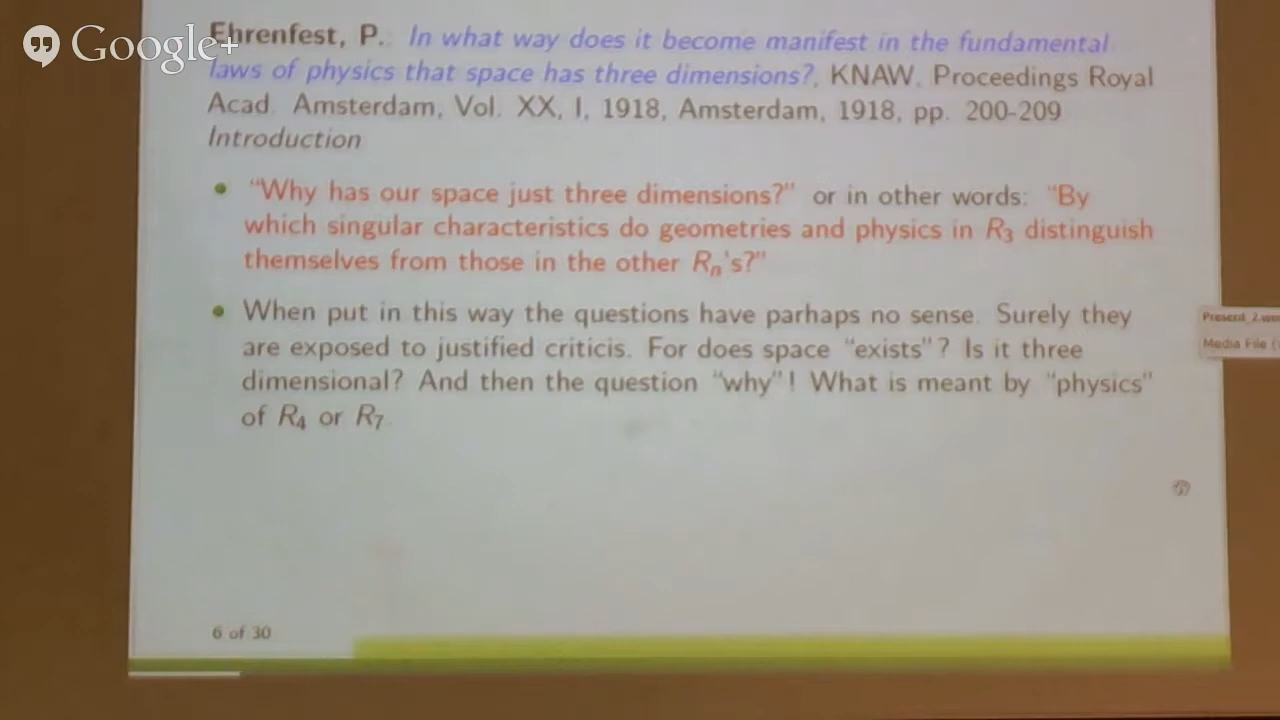 Google+
Ehrenfest, P. In what way does it become manifest in the fundamental
laws of physics that space has three dimensions?, KNAW. Proceedings Royal
Acad. Amsterdam, Vol. XX, I, 1918, Amsterdam, 1918, pp. 200-209
Introduction
• "Why has our space just three dimensions?" or in other words: "By
which singular characteristics do geometries and physics in R3 distinguish
themselves from those in the other Rn's?"
• When put in this way the questions have parhaps no sense. Surely they
are exposed to justified criticis. For does space "exists"? Is it three
dimensional? And then the question "why"! What is meant by "physics"
of R4 or R7
Media File
6 of 30